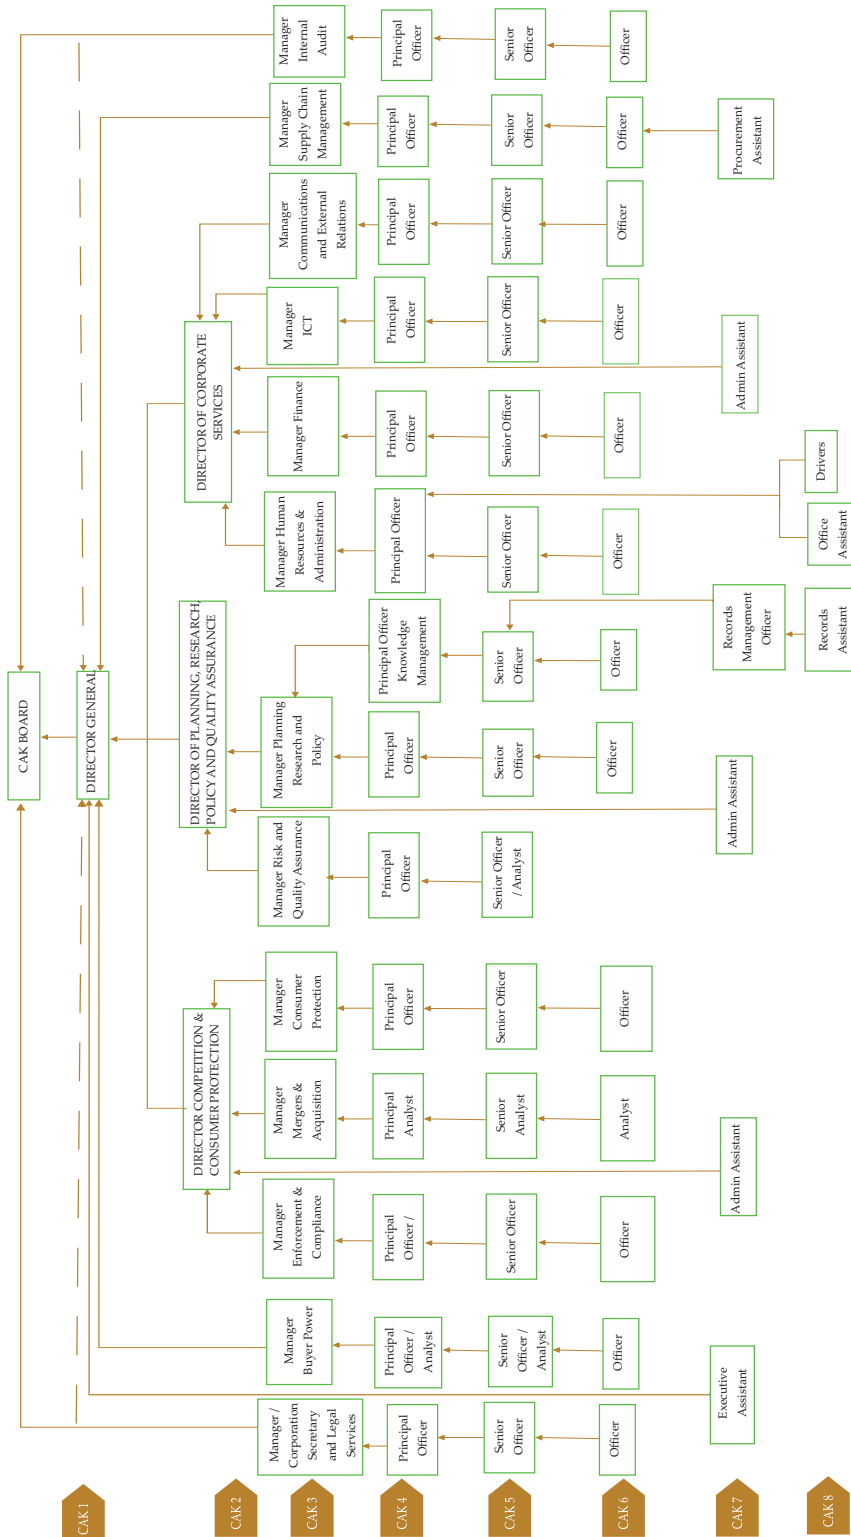 CAK 1
CAK 2
CAK 3
CAK 4
CAK 5
CAK 6
CAK 7
CAK 8
CAK BOARD
DIRECTOR GENERAL
DIRECTOR COMPETITION &
CONSUMER PROTECTION
DIRECTOR OF PLANNING, RESEARCH,
POLICY AND QUALITY ASSURANCE
DIRECTOR OF CORPORATE
SERVICES
Manager /
Corporation
Secretary
and Legal
Services
Manager
Buyer Power
Manager
Enforcement &
Compliance
Manager
Mergers &
Acquisition
Manager
Consumer
Protection
Manager Risk and
Quality Assurance
Manager Planning
Research and
Policy
Manager Human
Resources &
Administration
Manager Finance
Manager
ICT
Manager
Communications
and External
Relations
Manager
Supply Chain
Management
Manager
Internal
Audit
Principal
Officer
Principal
Officer /
Analyst
Principal
Officer /
Principal
Analyst
Principal
Officer
Principal
Officer
Principal
Officer
Principal Officer
Knowledge
Management
Principal Officer
Principal
Officer
Principal
Officer
Principal
Officer
Principal
Officer
Principal
Officer
Senior
Officer
Senior
Officer /
Analyst
Senior Officer
Senior
Analyst
Senior Officer
Senior Officer
/ Analyst
Senior
Officer
Senior
Officer
Senior Officer
Senior Officer
Senior Officer
Senior Officer
Senior
Officer
Senior
Officer
Officer
Officer
Officer
Analyst
Officer
Officer
Officer
Officer
Officer
Officer
Officer
Officer
Officer
Executive
Assistant
Admin Assistant
Admin Assistant
Records
Management
Officer
Admin Assistant
Procurement
Assistant
Records
Assistant
Office
Assistant
Drivers